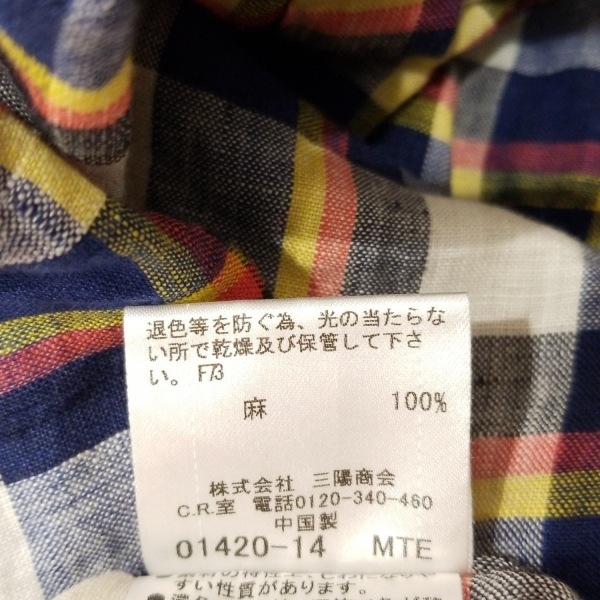 退色等を防ぐ為、光の当たらな
い所で乾燥及び保管して下さ
い。 F/3
麻 100%
株式会社 三陽商会
C.R.室 電話0120-340-460
中国製
01420-14 MTE
すい性質があります。